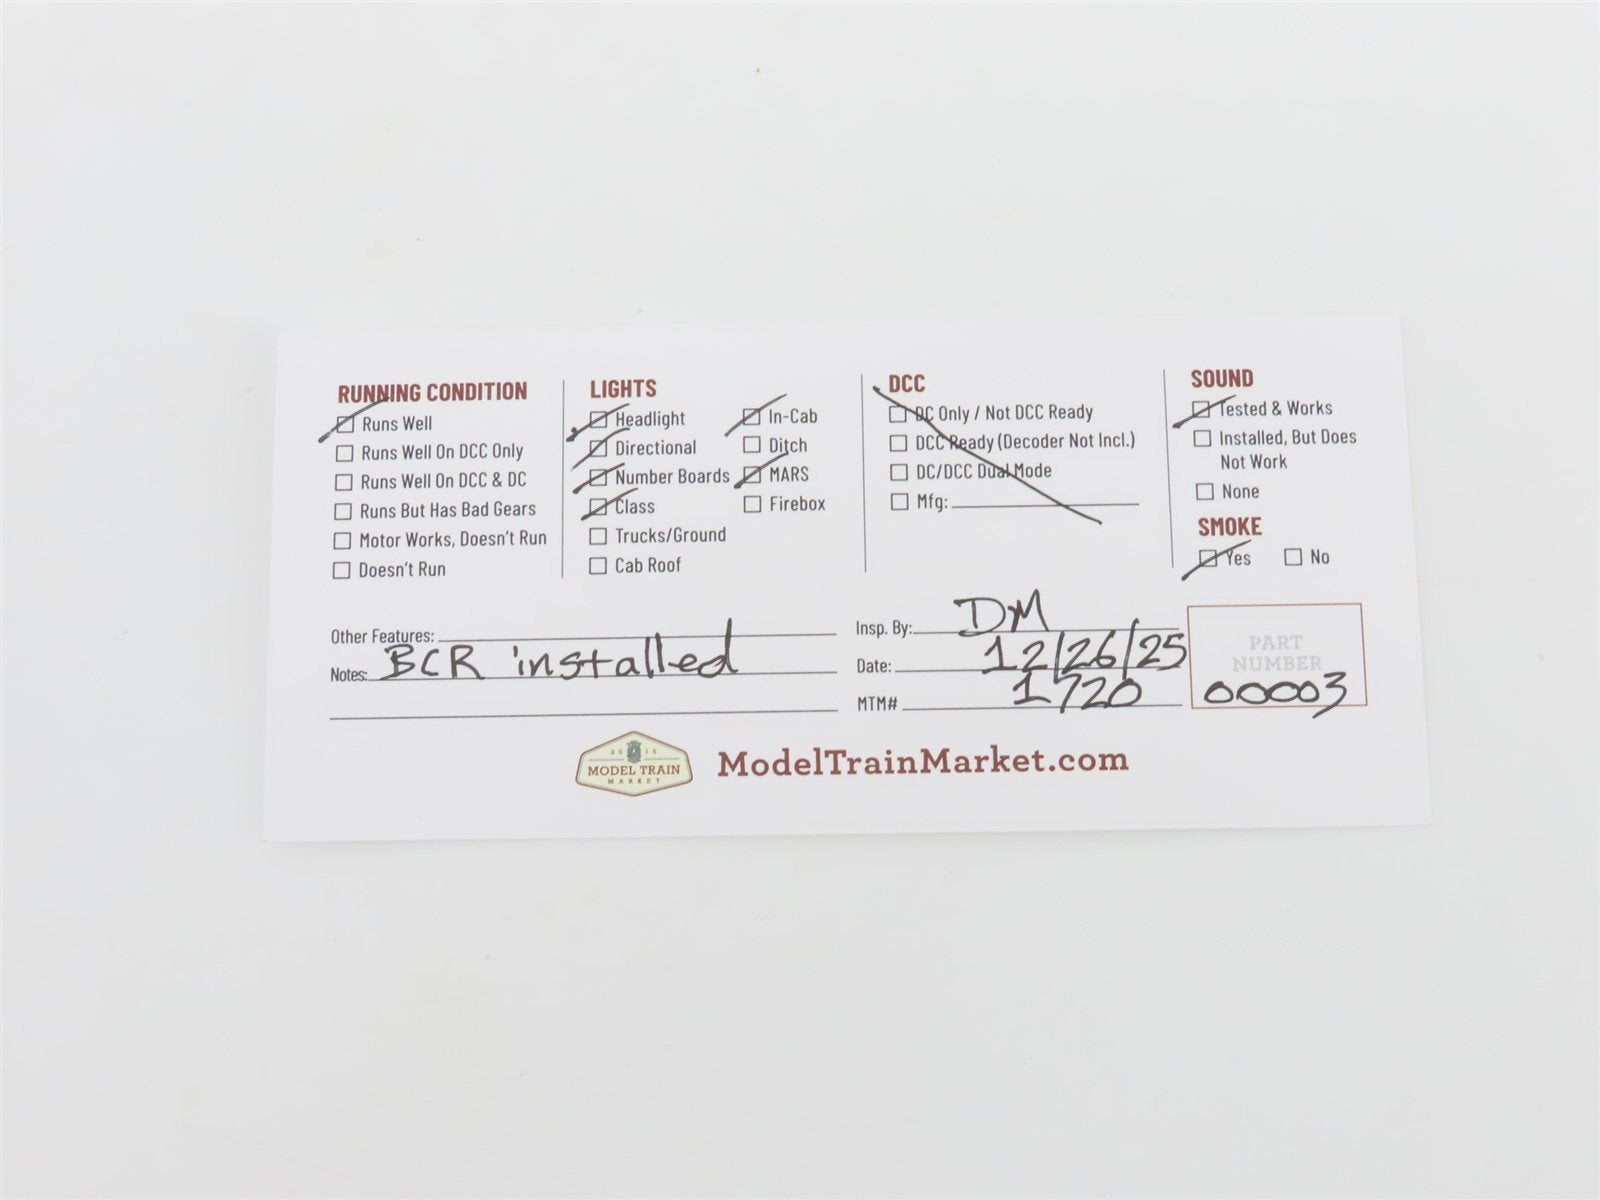 RUNNING CONDITION
Runs Well
Runs Well On DCC Only
Runs Well On DCC & DC
Runs But Has Bad Gears
Motor Works, Doesn't Run
Doesn't Run
LIGHTS
Headlight
Directional
Number Boards
Class
Trucks/Ground
Cab Roof
In-Cab
Ditch
MARS
Firebox
DCC
DC Only / Not DCC Ready
DCC Ready (Decoder Not Incl.)
DC/DCC Dual Mode
Mfg:
SOUND
Tested & Works
Installed, But Does
Not Work
None
SMOKE
Yes No
Other Features:
Notes: BCR installed
Insp. By: DM
Date: 12/26/25
MTM# 1720
PART
NUMBER
00003
2015
MODEL TRAIN
MARKET
ModelTrainMarket.com